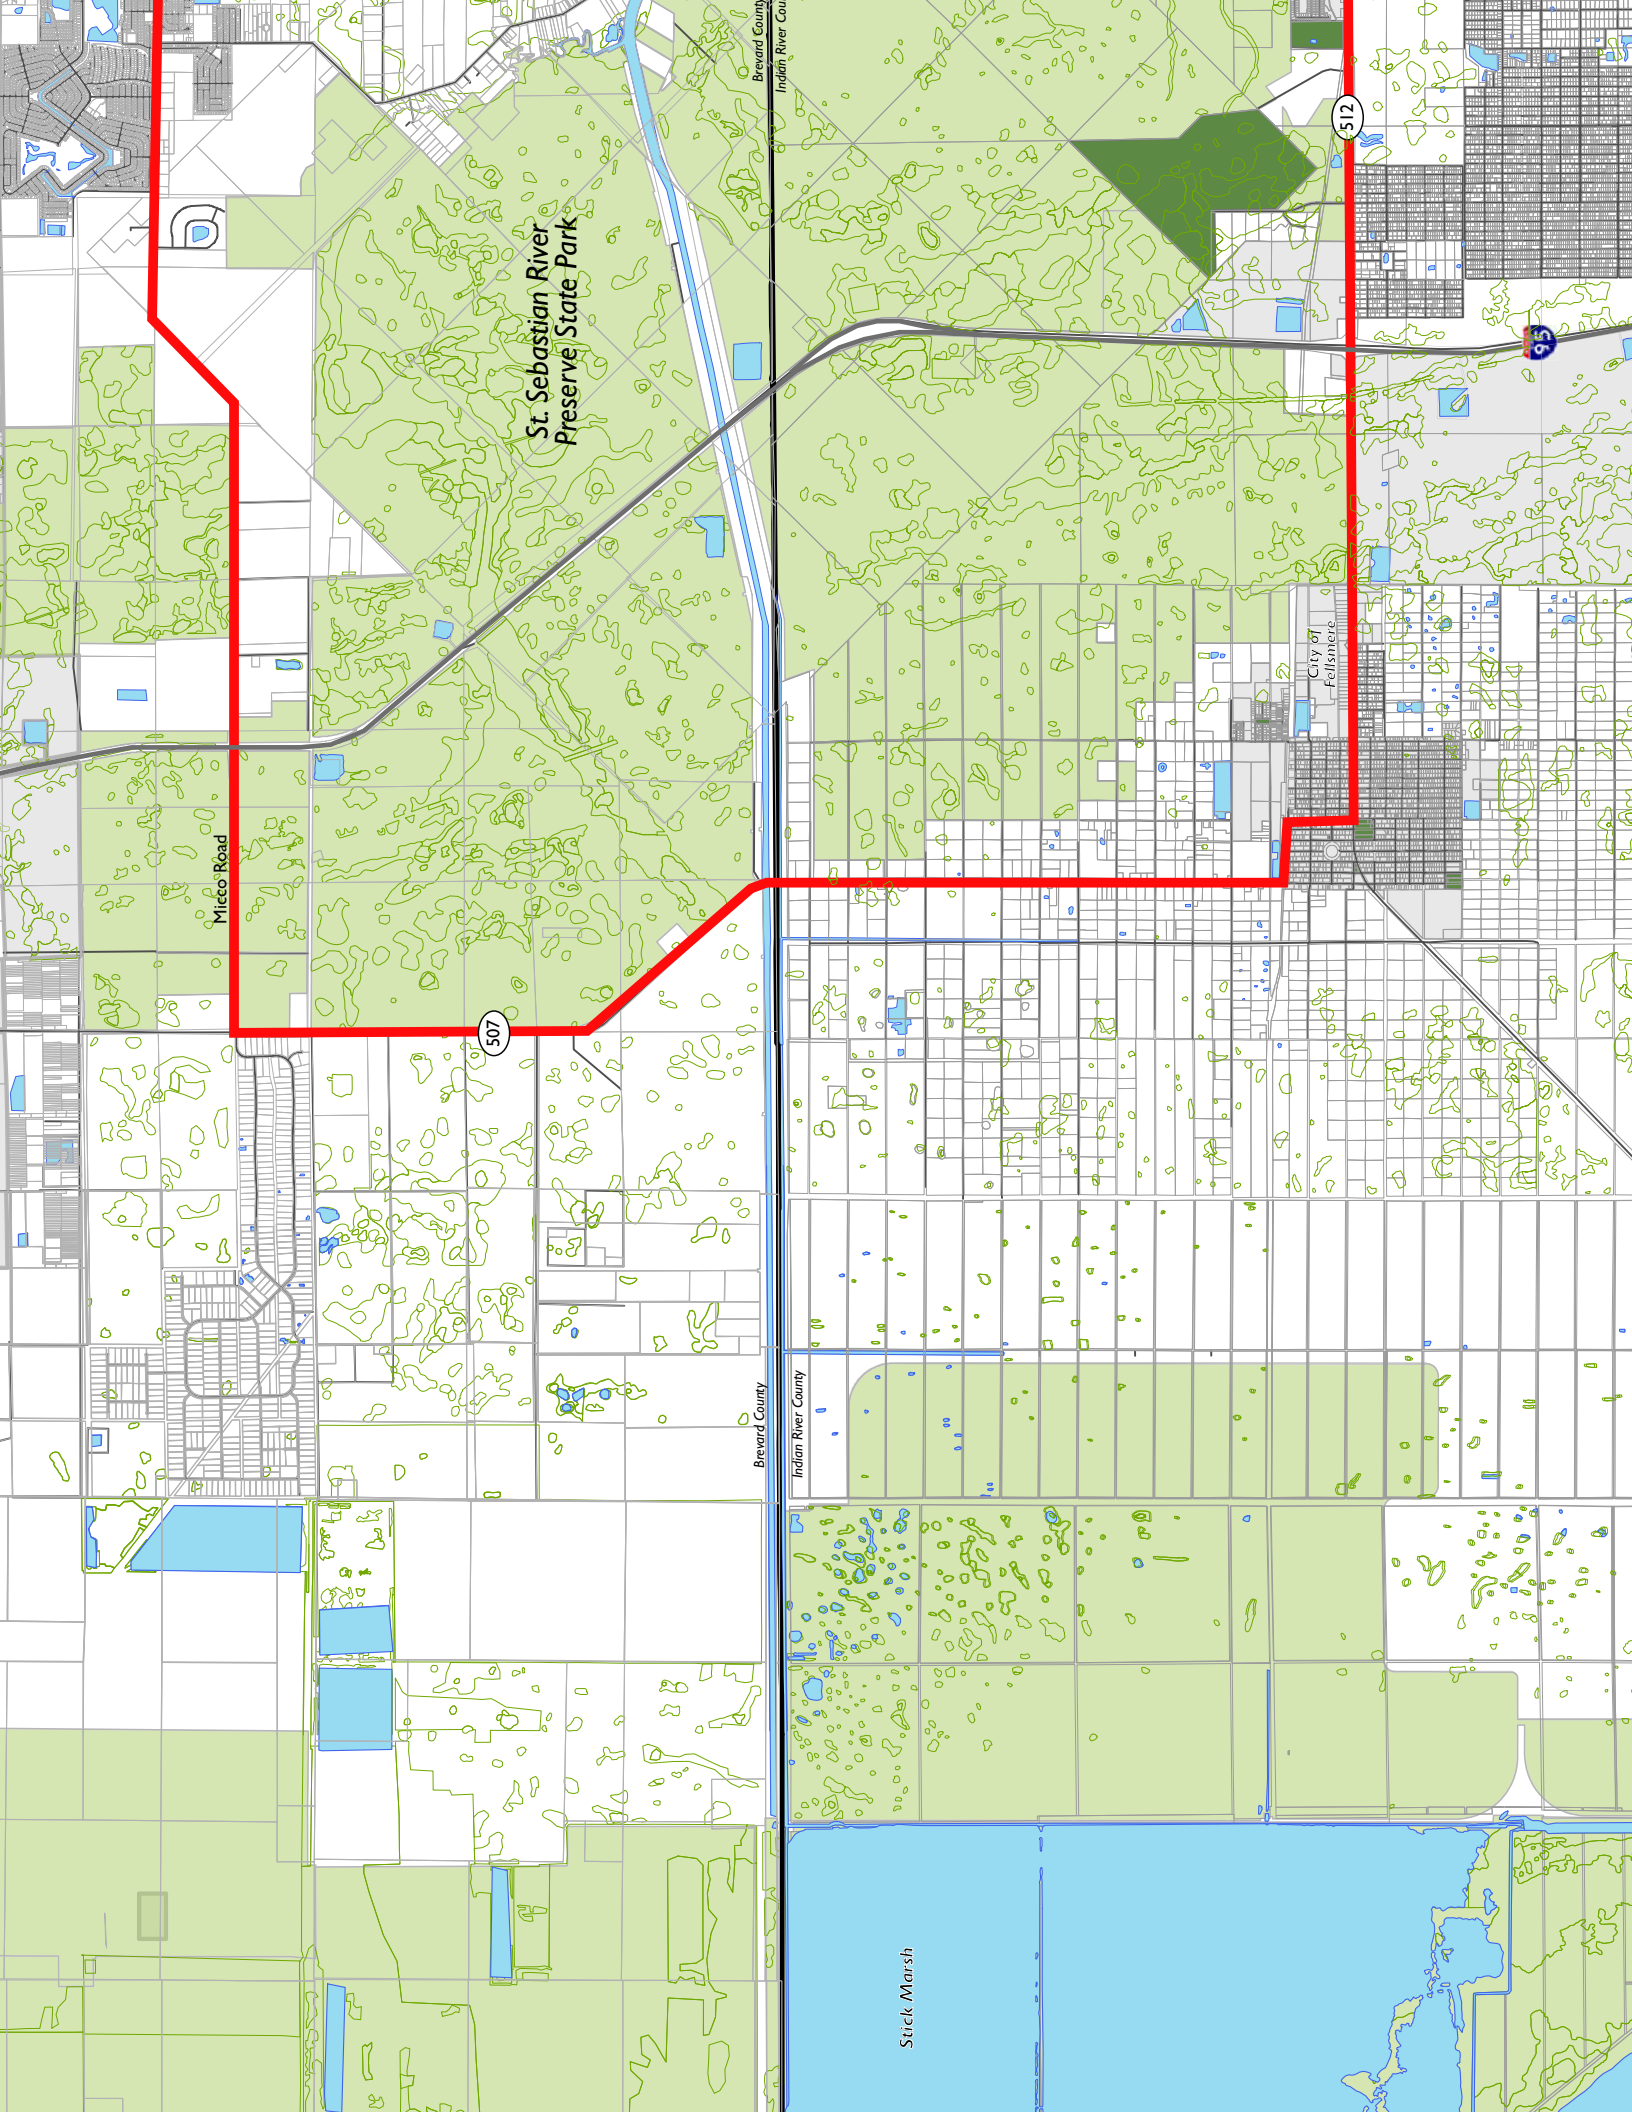 Micco Road
507
St. Sebastian River
Preserve State Park
Brevard County
Indian River County
Brevard County
Indian River Cou
Stick Marsh
City of
Fellsmere
512
95